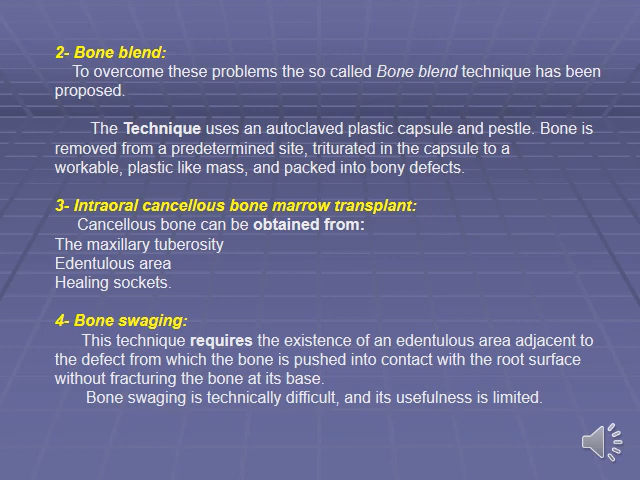 2- Bone blend:
To overcome these problems the so called Bone blend technique has been
proposed.
The Technique uses an autoclaved plastic capsule and pestle. Bone is
removed from a predetermined site, triturated in the capsule to a
workable, plastic like mass, and packed into bony defects.
3- Intraoral cancellous bone marrow transplant:
Cancellous bone can be obtained from:
The maxillary tuberosity
Edentulous area
Healing sockets.
4- Bone swaging:
This technique requires the existence of an edentulous area adjacent to
the defect from which the bone is pushed into contact with the root surface
without fracturing the bone at its base.
Bone swaging is technically difficult, and its usefulness is limited.